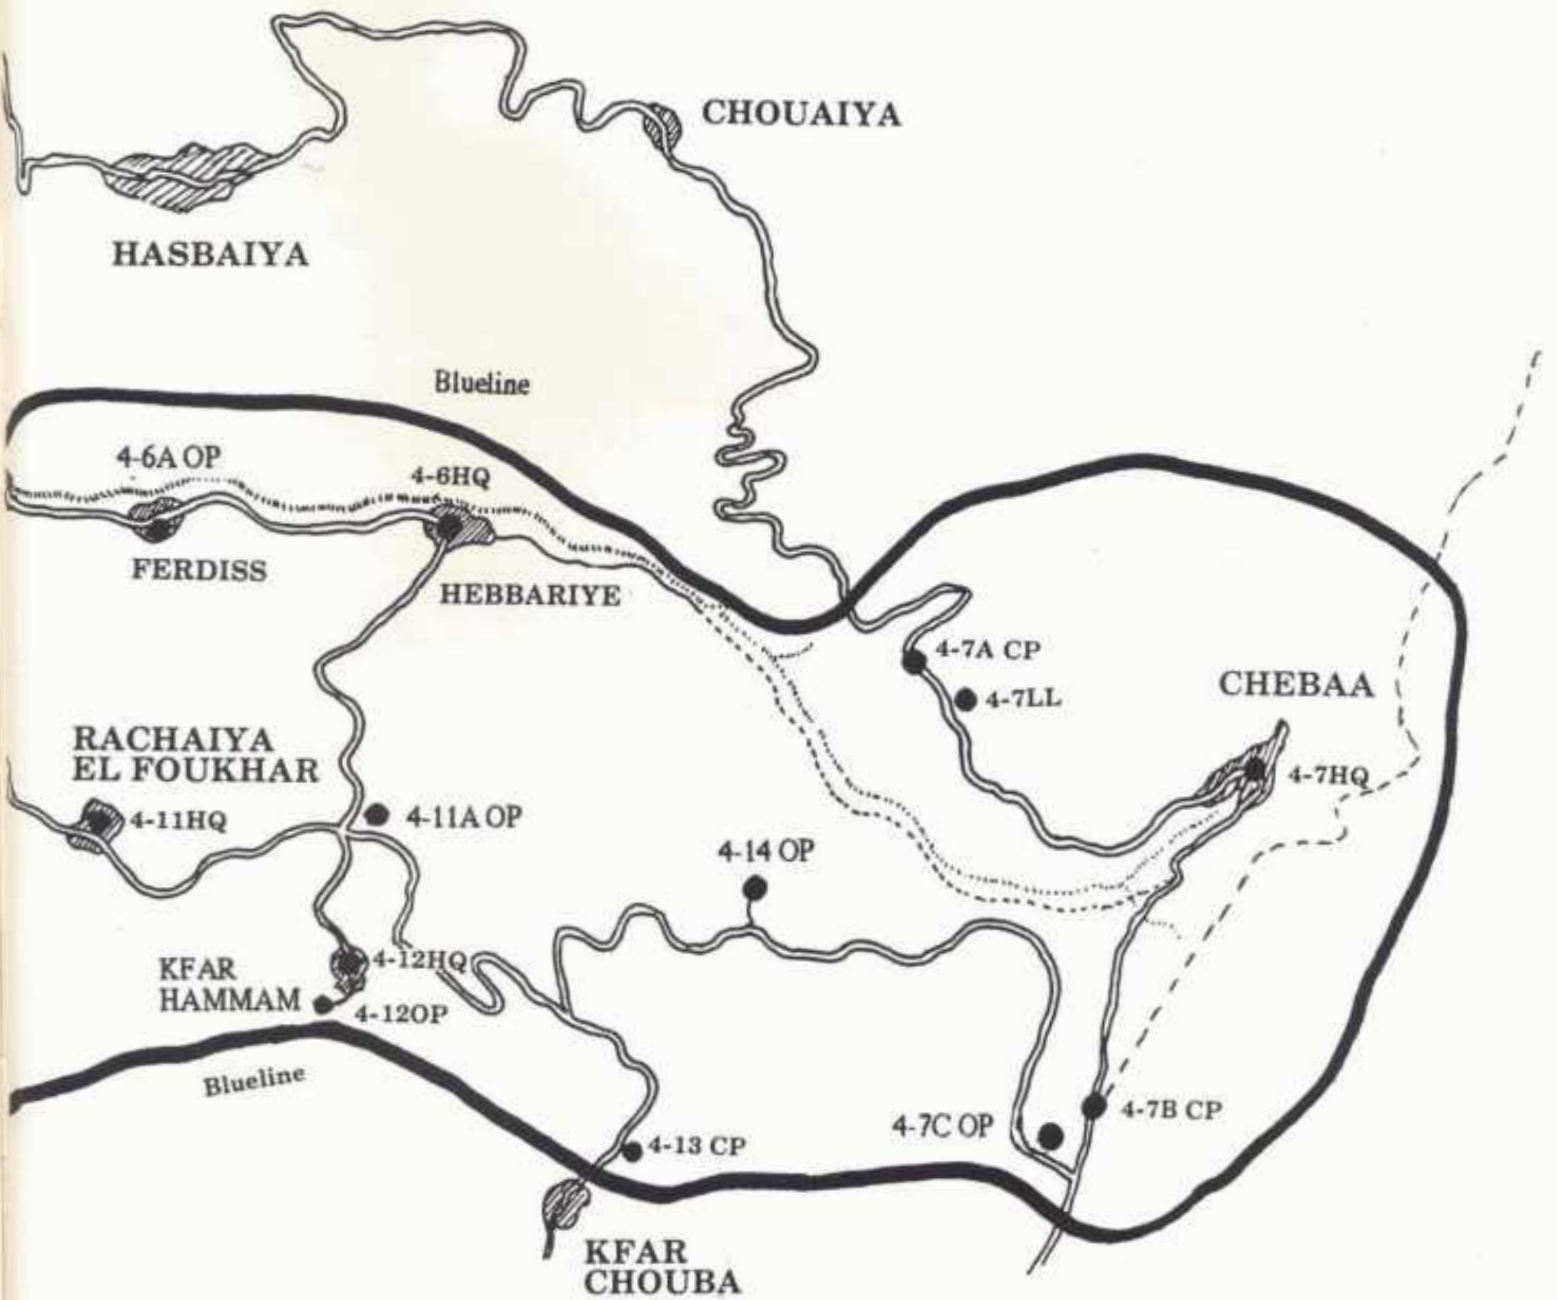 CHOUAIYA
HASBAIYA
Blueline
4-6A OP
4-6HQ
FERDISS
HEBBARIYE
4-7A CP
4-7LL
CHEBAA
4-7HQ
RACHAIYA
EL FOUKHAR
4-11HQ
4-11A OP
4-14 OP
KFAR
HAMMAM
4-12HQ
4-12OP
Blueline
4-7C OP
4-7B CP
4-13 CP
KFAR
CHOUBA